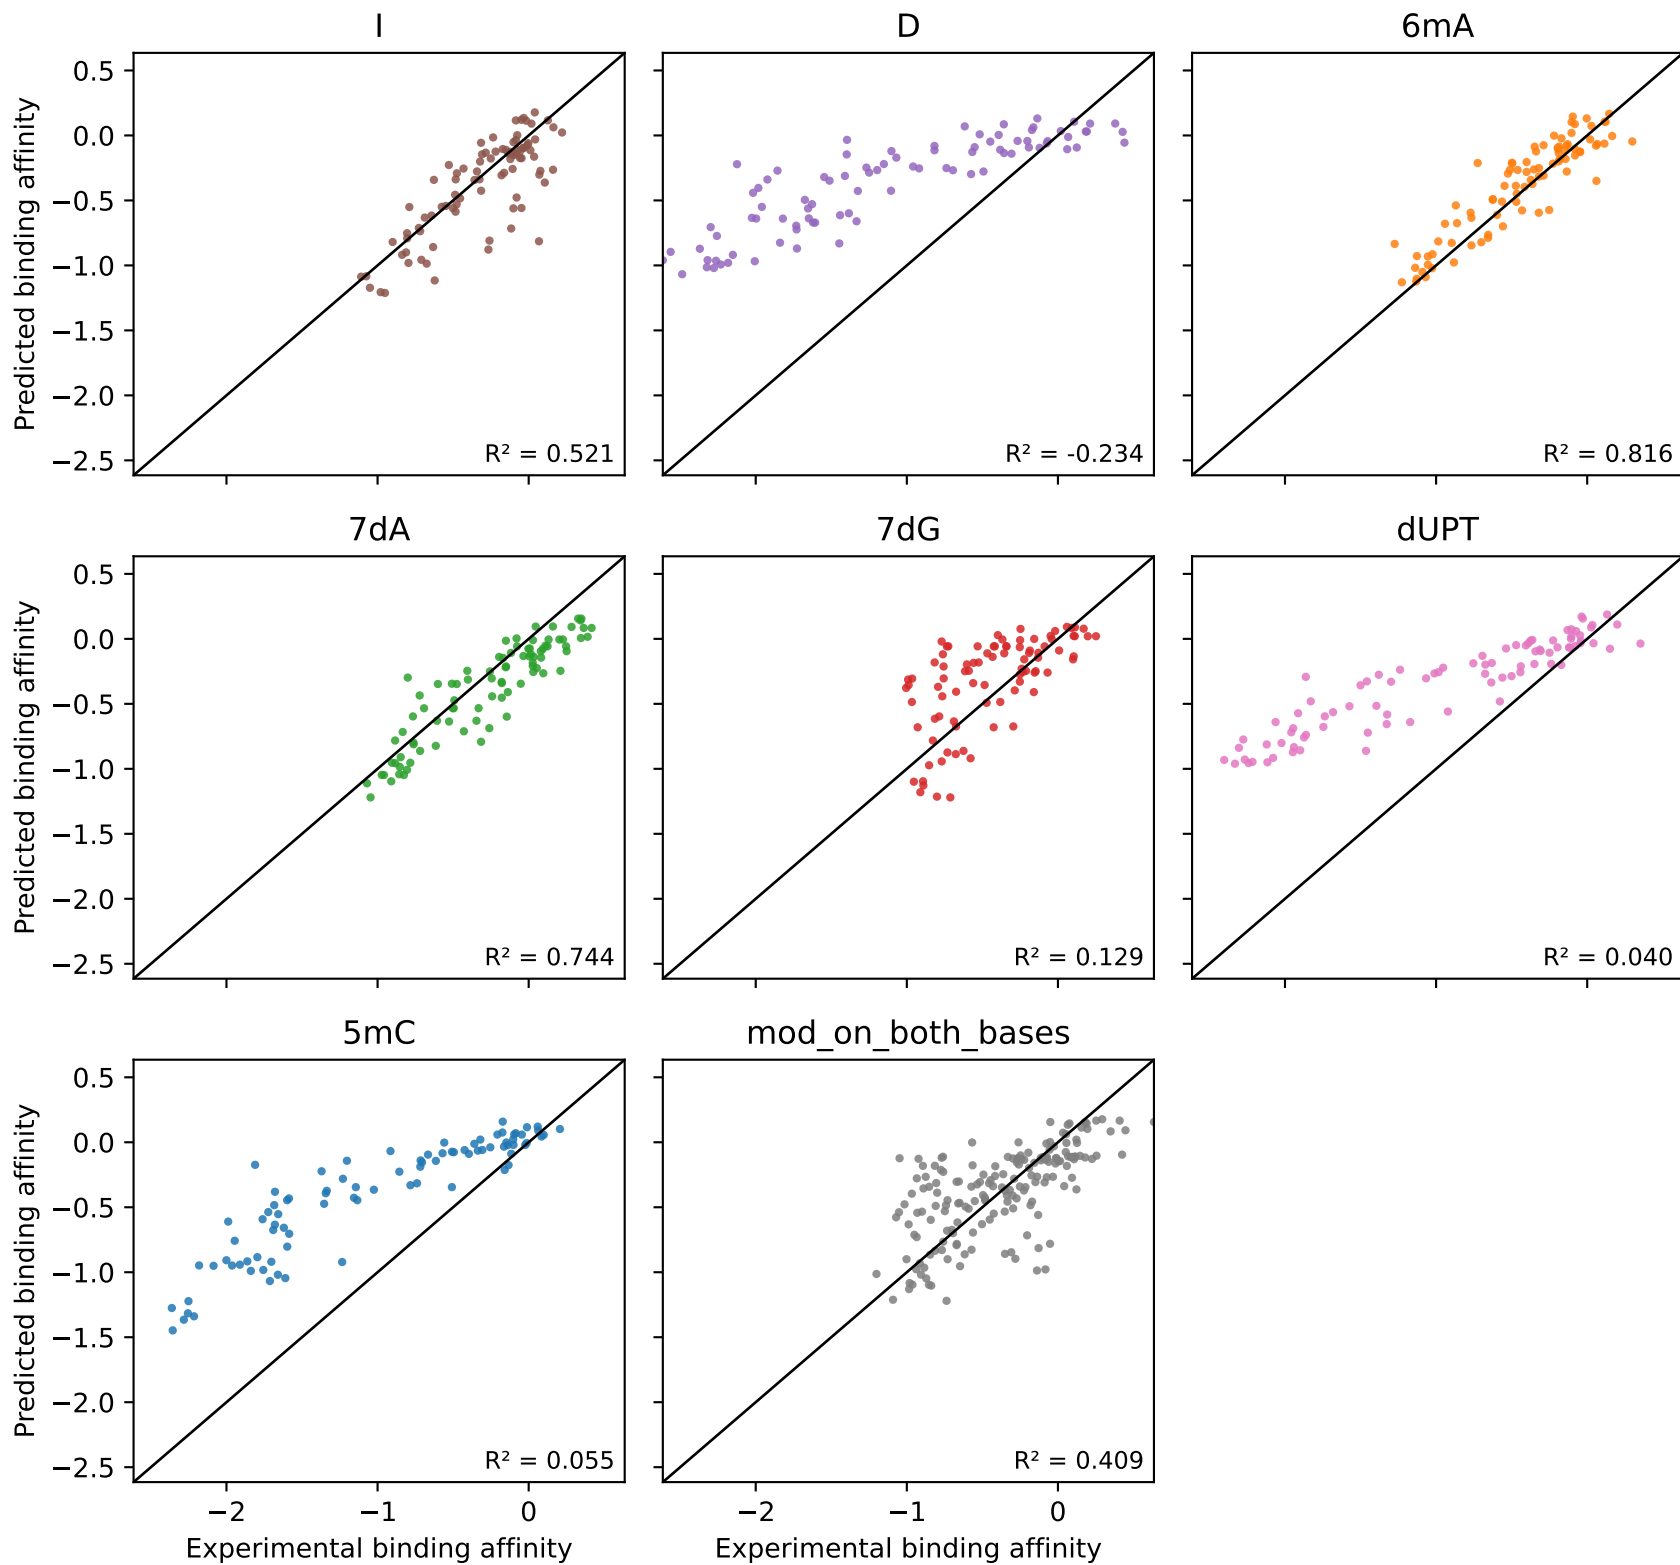 I
D
6mA
Predicted binding affinity
0.5
0.0
−0.5
−1.0
−1.5
−2.0
−2.5
R² = 0.521
R² = -0.234
R² = 0.816
7dA
7dG
dUPT
Predicted binding affinity
0.5
0.0
−0.5
−1.0
−1.5
−2.0
−2.5
R² = 0.744
R² = 0.129
R² = 0.040
5mC
mod_on_both_bases
Predicted binding affinity
0.5
0.0
−0.5
−1.0
−1.5
−2.0
−2.5
R² = 0.055
R² = 0.409
−2 −1 0
−2 −1 0
Experimental binding affinity
Experimental binding affinity